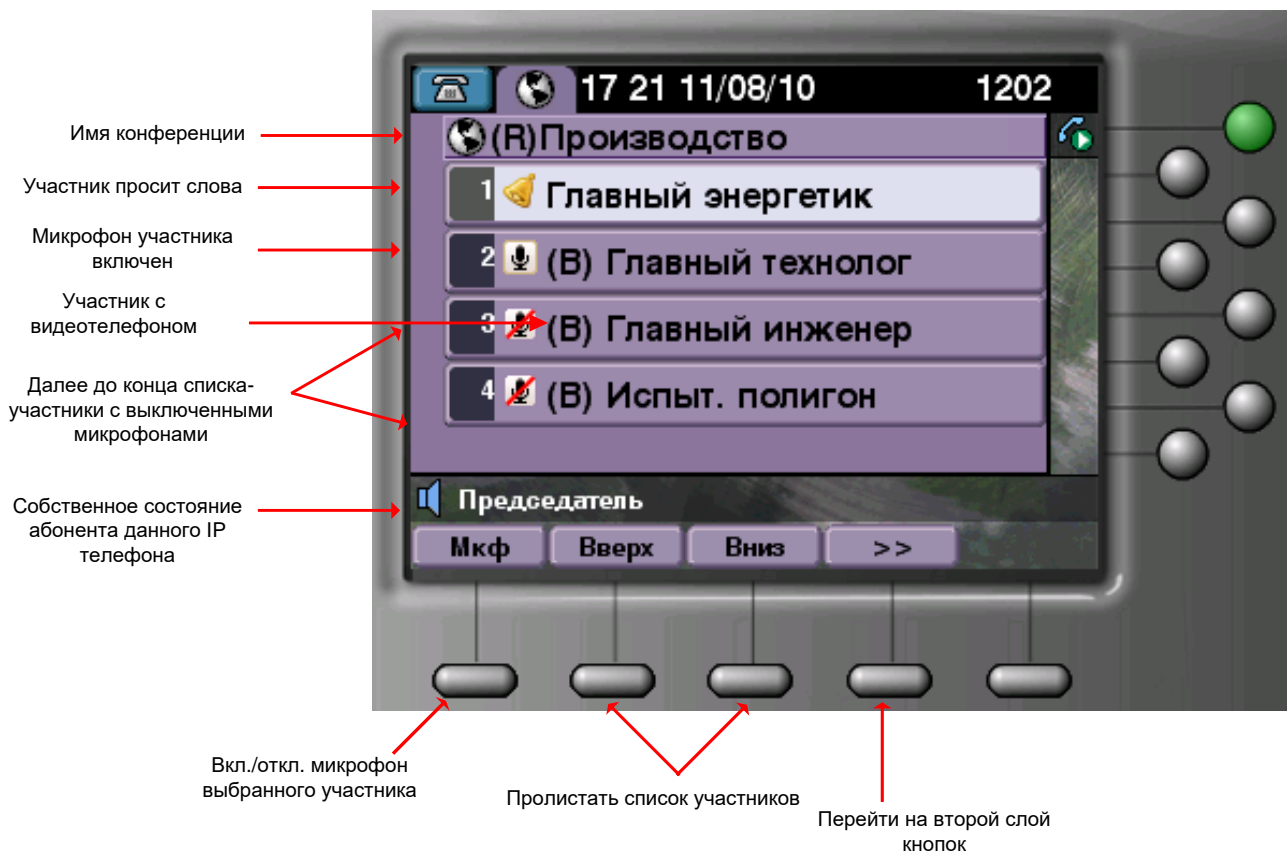 17 21 11/08/10
1202
Имя конференции
(R)Производство
Участник просит слова
1 Главный энергетик
Микрофон участника
включен
2 (В) Главный технолог
Участник с
видеотелефоном
3 (В) Главный инженер
Далее до конца списка-
участники с выключенными
микрофонами
4 (В) Испыт. полигон
Собственное состояние
абонента данного IP
телефона
Председатель
Мкф
Вверх
Вниз
>>
Вкл./откл. микрофон
выбранного участника
Пролистать список участников
Перейти на второй слой
кнопок